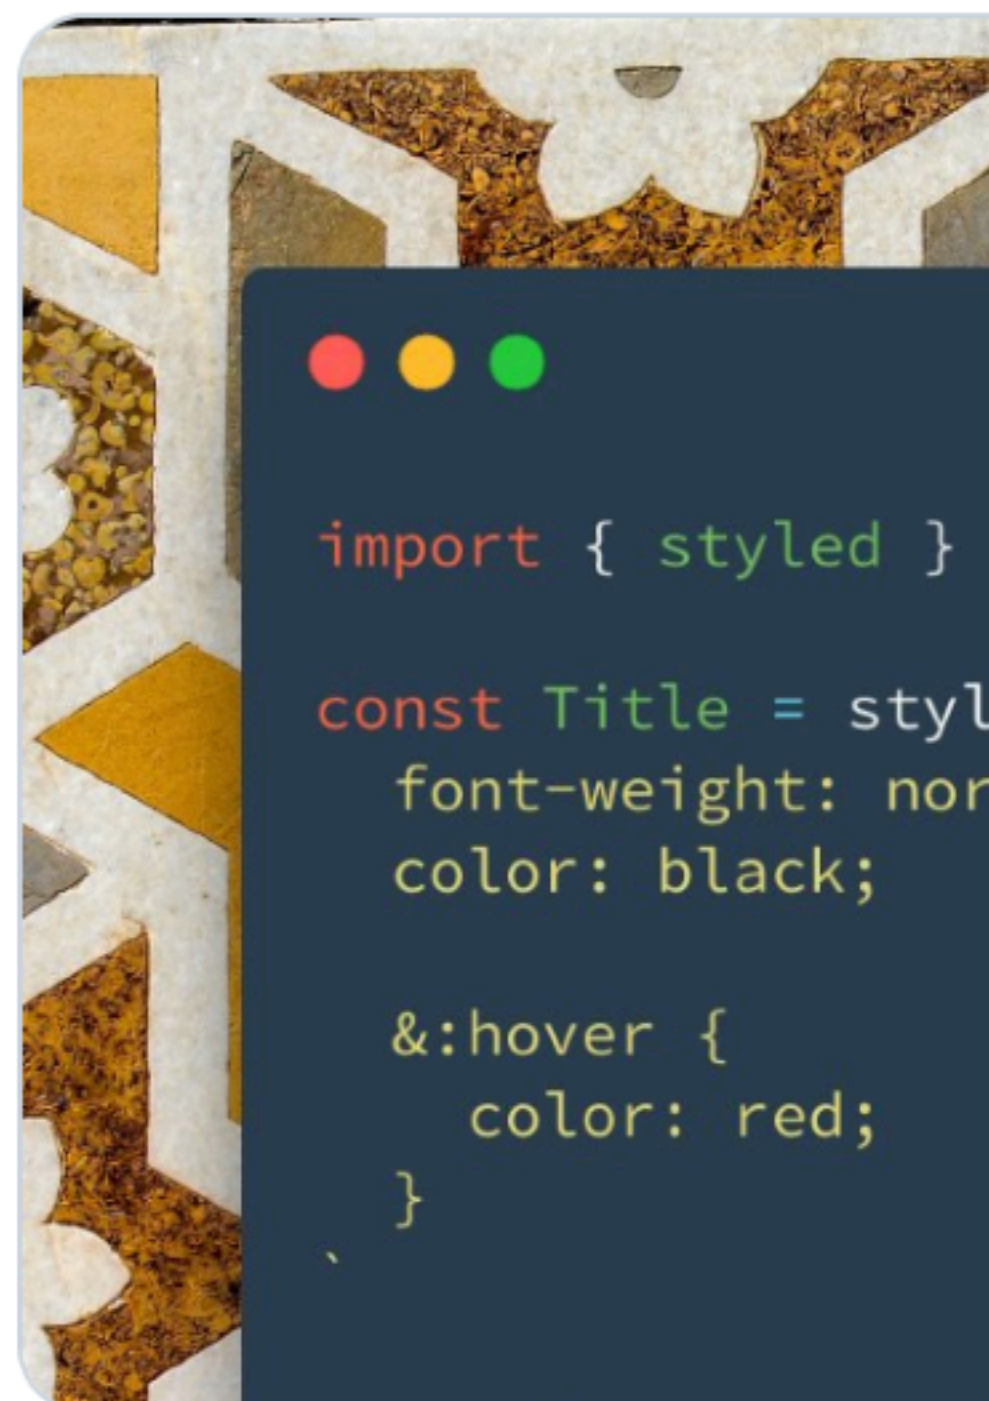 import { styled }
const Title = styl
font-weight: nor
color: black;
&:hover {
color: red;
}
`